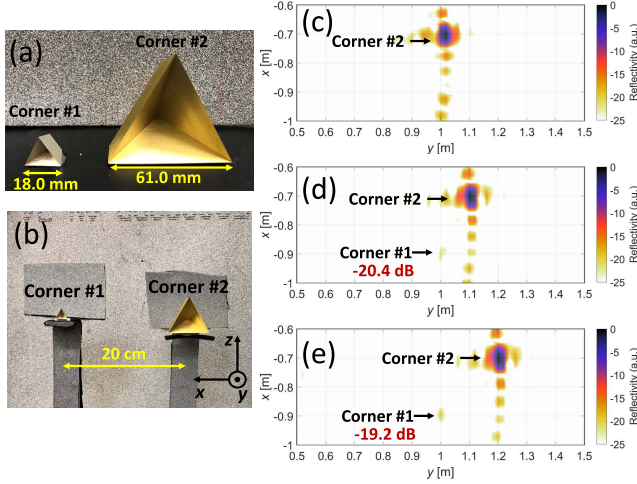 (a)
Corner #2
Corner #1
18.0 mm
61.0 mm
(b)
Corner #1
Corner #2
20 cm
z
x
y
(c)
-0.5
-0.6
-0.7
-0.8
-0.9
-1
x [m]
Corner #2
0.5 0.6 0.7 0.8 0.9 1 1.1 1.2 1.3 1.4 1.5
y [m]
0
-5
-10
-15
-20
-25
Reflectivity (a.u.)
(d)
-0.6
-0.7
-0.8
-0.9
-1
x [m]
Corner #2
Corner #1
-20.4 dB
0.5 0.6 0.7 0.8 0.9 1 1.1 1.2 1.3 1.4 1.5
y [m]
0
-5
-10
-15
-20
-25
Reflectivity (a.u.)
(e)
-0.6
-0.7
-0.8
-0.9
-1
x [m]
Corner #2
Corner #1
-19.2 dB
0.5 0.6 0.7 0.8 0.9 1 1.1 1.2 1.3 1.4 1.5
y [m]
0
-5
-10
-15
-20
-25
Reflectivity (a.u.)